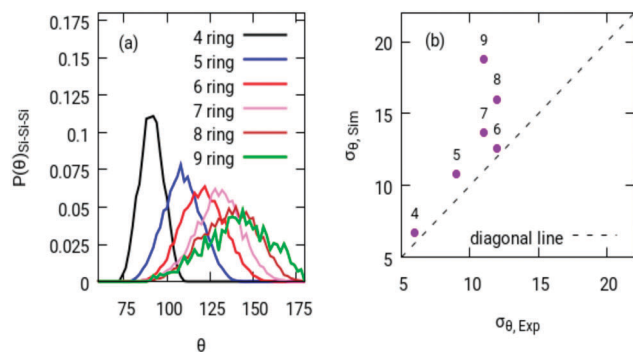 0.175
0.15
0.125
0.1
0.075
0.05
0.025
0
P(θ)Si-Si-Si
(a)
4 ring
5 ring
6 ring
7 ring
8 ring
9 ring
75 100 125 150 175
θ
20
15
10
5
σθ, Sim
(b)
9
8
7
6
5
4
diagonal line
5 10 15 20
σθ, Exp